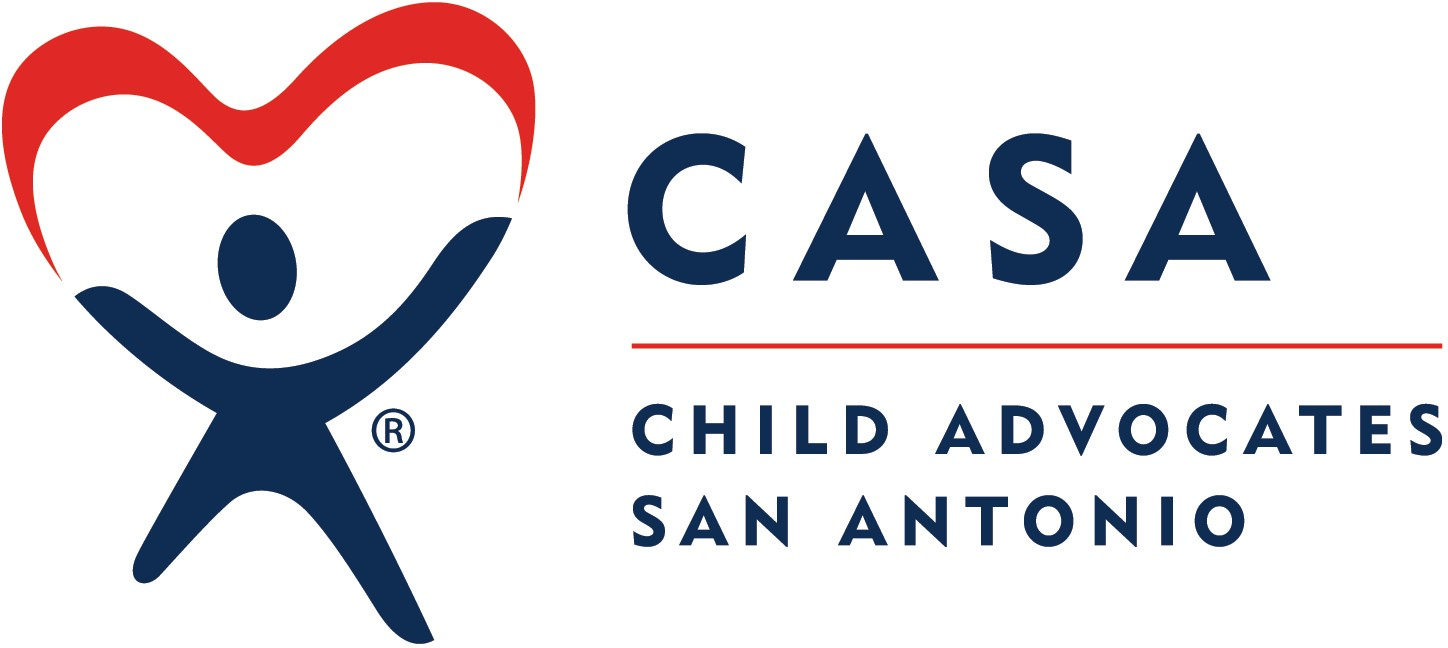 CASA
®
CHILD ADVOCATES
SAN ANTONIO